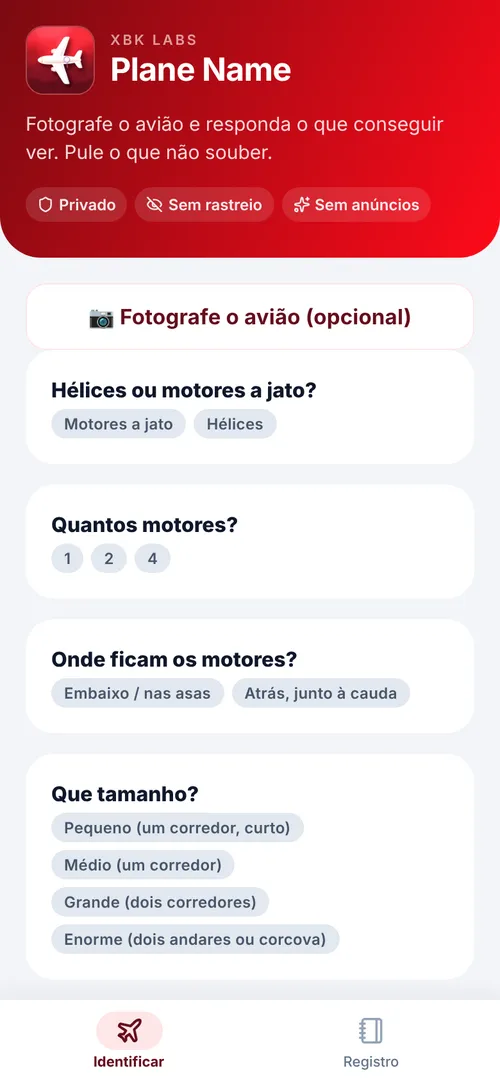 XBK LABS
Plane Name
Fotografe o avião e responda o que conseguir
ver. Pule o que não souber.
Privado
Sem rastreio
Sem anúncios
Fotografe o avião (opcional)
Hélices ou motores a jato?
Motores a jato
Hélices
Quantos motores?
1
2
4
Onde ficam os motores?
Embaixo / nas asas
Atrás, junto à cauda
Que tamanho?
Pequeno (um corredor, curto)
Médio (um corredor)
Grande (dois corredores)
Enorme (dois andares ou corcova)
Identificar
Registro